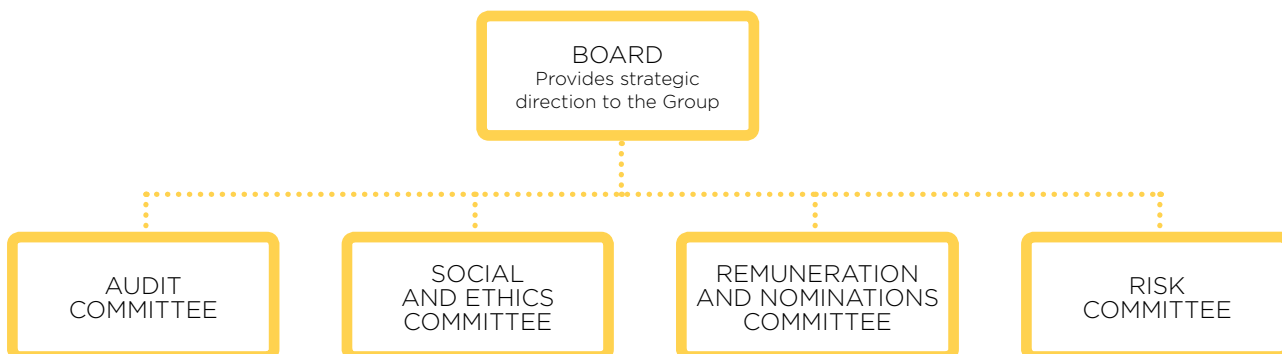 BOARD
Provides strategic
direction to the Group
AUDIT
COMMITTEE
SOCIAL
AND ETHICS
COMMITTEE
REMUNERATION
AND NOMINATIONS
COMMITTEE
RISK
COMMITTEE